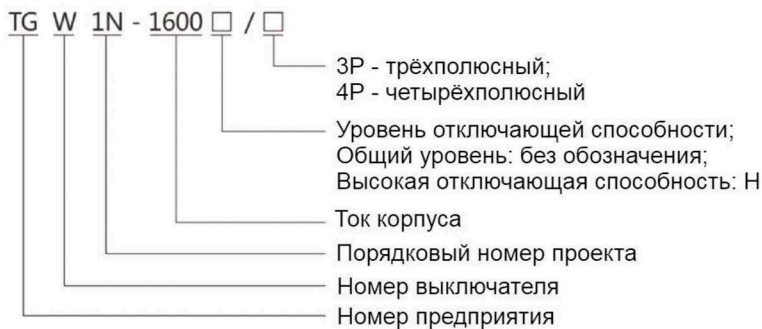 TG W 1N - 1600 □ / □
3P - трёхполюсный;
4P - четырёхполюсный
Уровень отключающей способности;
Общий уровень: без обозначения;
Высокая отключающая способность: H
Ток корпуса
Порядковый номер проекта
Номер выключателя
Номер предприятия